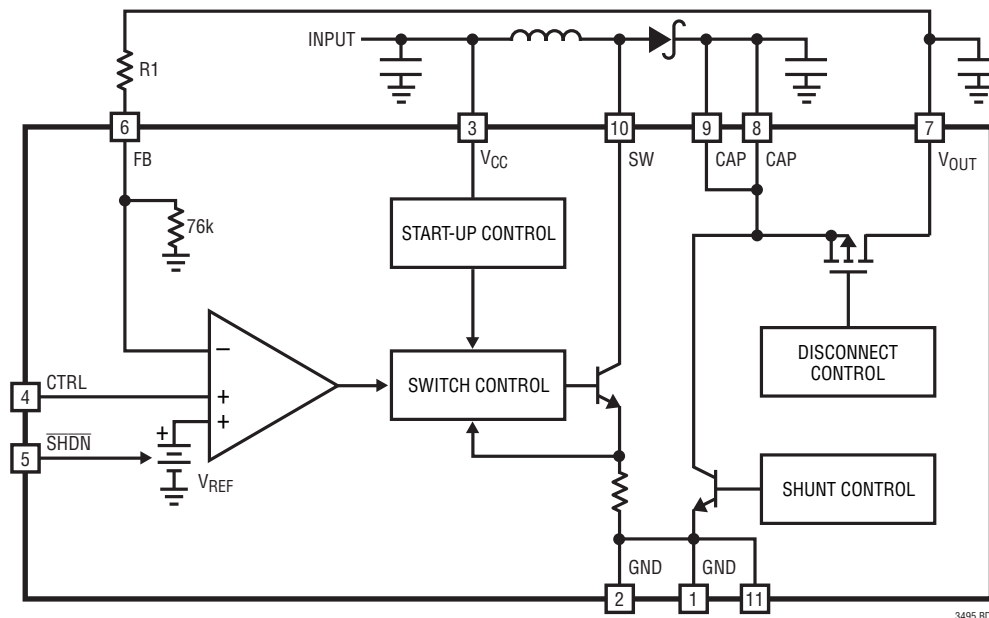 INPUT
R1
6
3
10
9
8
7
FB
VCC
SW
CAP
CAP
VOUT
76k
START-UP CONTROL
DISCONNECT
CONTROL
SWITCH CONTROL
4
CTRL
5
SHDN
−
+
+
+
VREF
SHUNT CONTROL
GND
GND
2
1
11
3495 BD